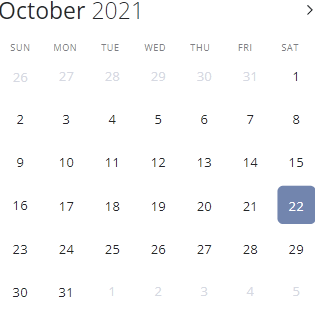 October 2021
SUN MON TUE WED THU FRI SAT
26 27 28 29 30 31 1
2 3 4 5 6 7 8
9 10 11 12 13 14 15
16 17 18 19 20 21 22
23 24 25 26 27 28 29
30 31 1 2 3 4 5